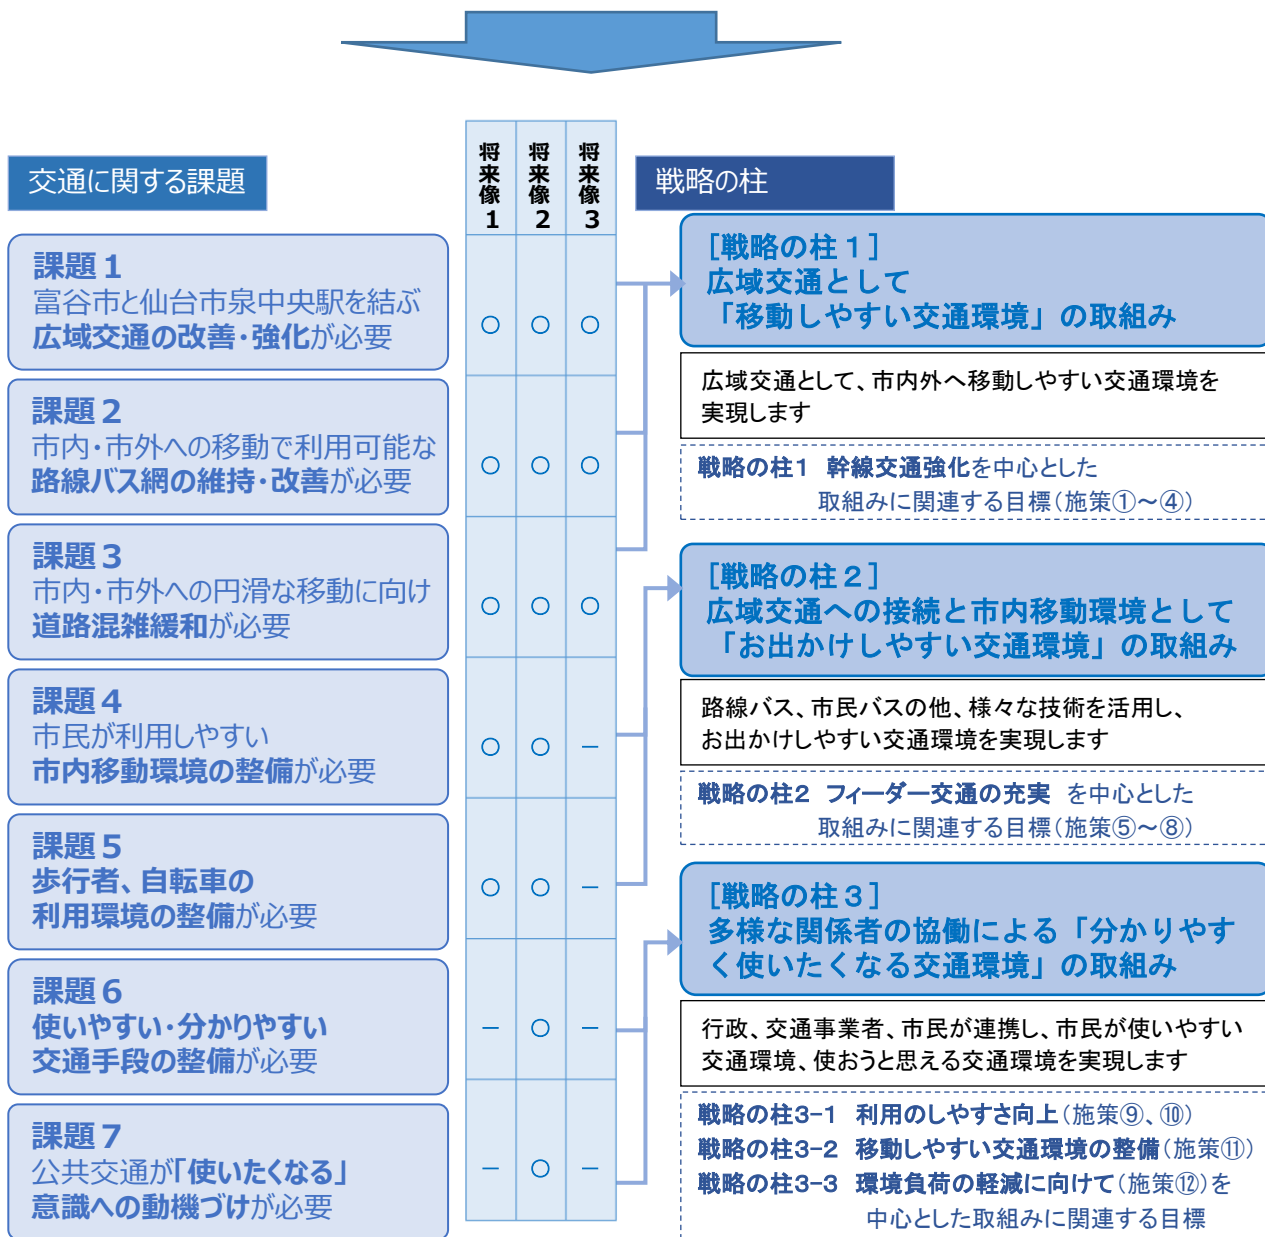 交通に関する課題
将来像1
将来像2
将来像3
戦略の柱
課題1
富谷市と仙台市泉中央駅を結ぶ
広域交通の改善・強化が必要
○ ○ ○
課題2
市内・市外への移動で利用可能な
路線バス網の維持・改善が必要
○ ○ ○
課題3
市内・市外への円滑な移動に向け
道路混雑緩和が必要
○ ○ ○
課題4
市民が利用しやすい
市内移動環境の整備が必要
○ ○ －
課題5
歩行者、自転車の
利用環境の整備が必要
○ ○ －
課題6
使いやすい・分かりやすい
交通手段の整備が必要
－ ○ －
課題7
公共交通が「使いたくなる」
意識への動機づけが必要
－ ○ －
[戦略の柱１]
広域交通として
「移動しやすい交通環境」の取組み
広域交通として、市内外へ移動しやすい交通環境を
実現します
戦略の柱1 幹線交通強化を中心とした
取組みに関連する目標(施策①～④)
[戦略の柱２]
広域交通への接続と市内移動環境として
「お出かけしやすい交通環境」の取組み
路線バス、市民バスの他、様々な技術を活用し、
お出かけしやすい交通環境を実現します
戦略の柱2 フィーダー交通の充実 を中心とした
取組みに関連する目標(施策⑤～⑧)
[戦略の柱３]
多様な関係者の協働による「分かりやす
く使いたくなる交通環境」の取組み
行政、交通事業者、市民が連携し、市民が使いやすい
交通環境、使おうと思える交通環境を実現します
戦略の柱3-1 利用のしやすさ向上(施策⑨、⑩)
戦略の柱3-2 移動しやすい交通環境の整備(施策⑪)
戦略の柱3-3 環境負荷の軽減に向けて(施策⑫)を
中心とした取組みに関連する目標